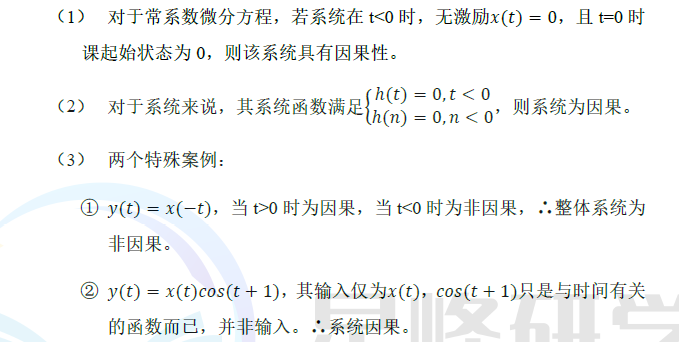 （1） 对于常系数微分方程，若系统在 t<0 时，无激励x(t) = 0，且 t=0 时
课起始状态为 0，则该系统具有因果性。
（2） 对于系统来说，其系统函数满足{h(t) = 0, t < 0
h(n) = 0, n < 0，则系统为因果。
（3） 两个特殊案例：
① y(t) = x(−t)，当 t>0 时为因果，当 t<0 时为非因果，∴整体系统为
非因果。
② y(t) = x(t)cos(t + 1)，其输入仅为x(t)，cos(t + 1)只是与时间有关
的函数而已，并非输入。∴系统因果。